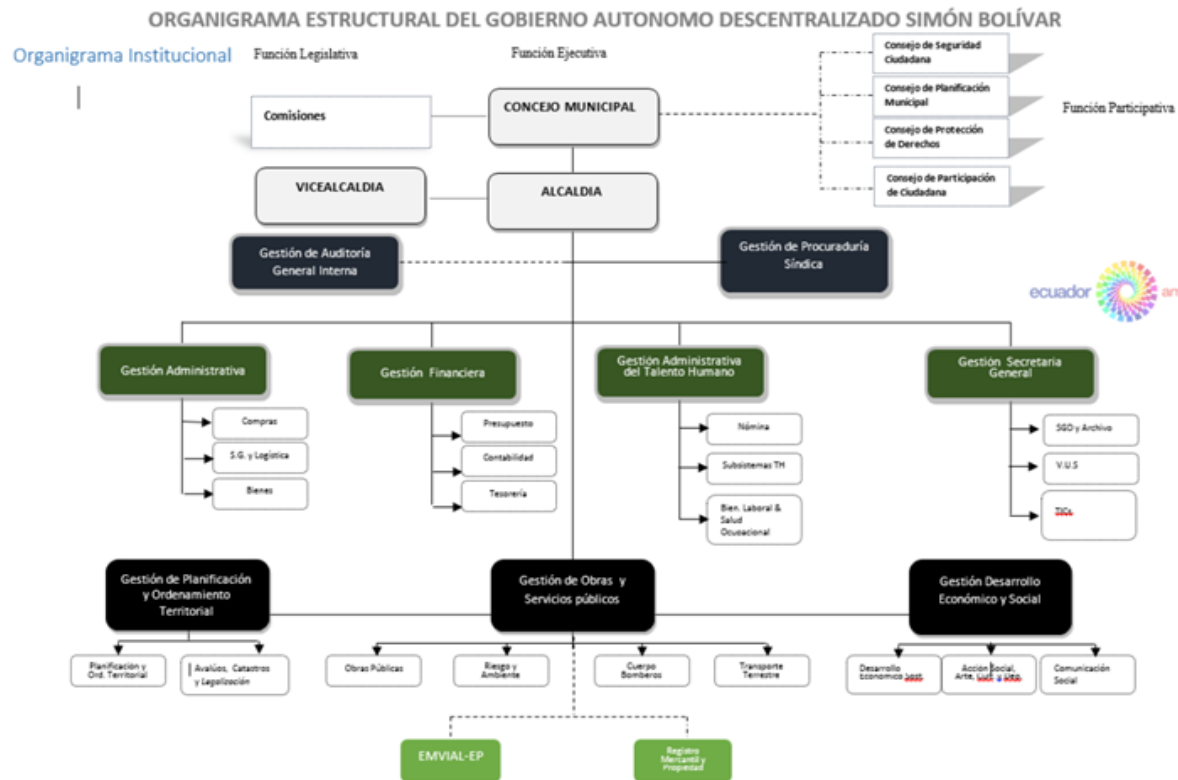 ORGANIGRAMA ESTRUCTURAL DEL GOBIERNO AUTONOMO DESCENTRALIZADO SIMÓN BOLÍVAR
Organigrama Institucional
Función Legislativa
Función Ejecutiva
Función Participativa
Comisiones
CONCEJO MUNICIPAL
Consejo de Seguridad
Ciudadana
Consejo de Planificación
Municipal
Consejo de Protección
de Derechos
Consejo de Participación
de Ciudadana
VICEALCALDIA
ALCALDIA
Gestión de Auditoría
General Interna
Gestión de Procuraduría
Síndica
ecuador
am
Gestión Administrativa
Compras
S.G. y Logística
Bienes
Gestión Financiera
Presupuesto
Contabilidad
Tesorería
Gestión Administrativa
del Talento Humano
Nómina
Subsistemas TH
Bien. Laboral &
Salud
Ocupacional
Gestión Secretaria
General
SGD y Archivo
V.U.S
TICs
Gestión de Planificación
y Ordenamiento
Territorial
Planificacion y
Ord. Territorial
Avalúos, Catastros
y Legalización
Gestión de Obras y
Servicios públicos
Obras Públicas
Riesgo y
Ambiente
Cuerpo
Bomberos
Transporte
Terrestre
Gestión Desarrollo
Económico y Social
Desarrollo
Economico Sost.
Acción Social,
Arte, Cult. y Dep.
Comunicación
Social
EMVIAL-EP
Registro
Mercantil y
Propiedad